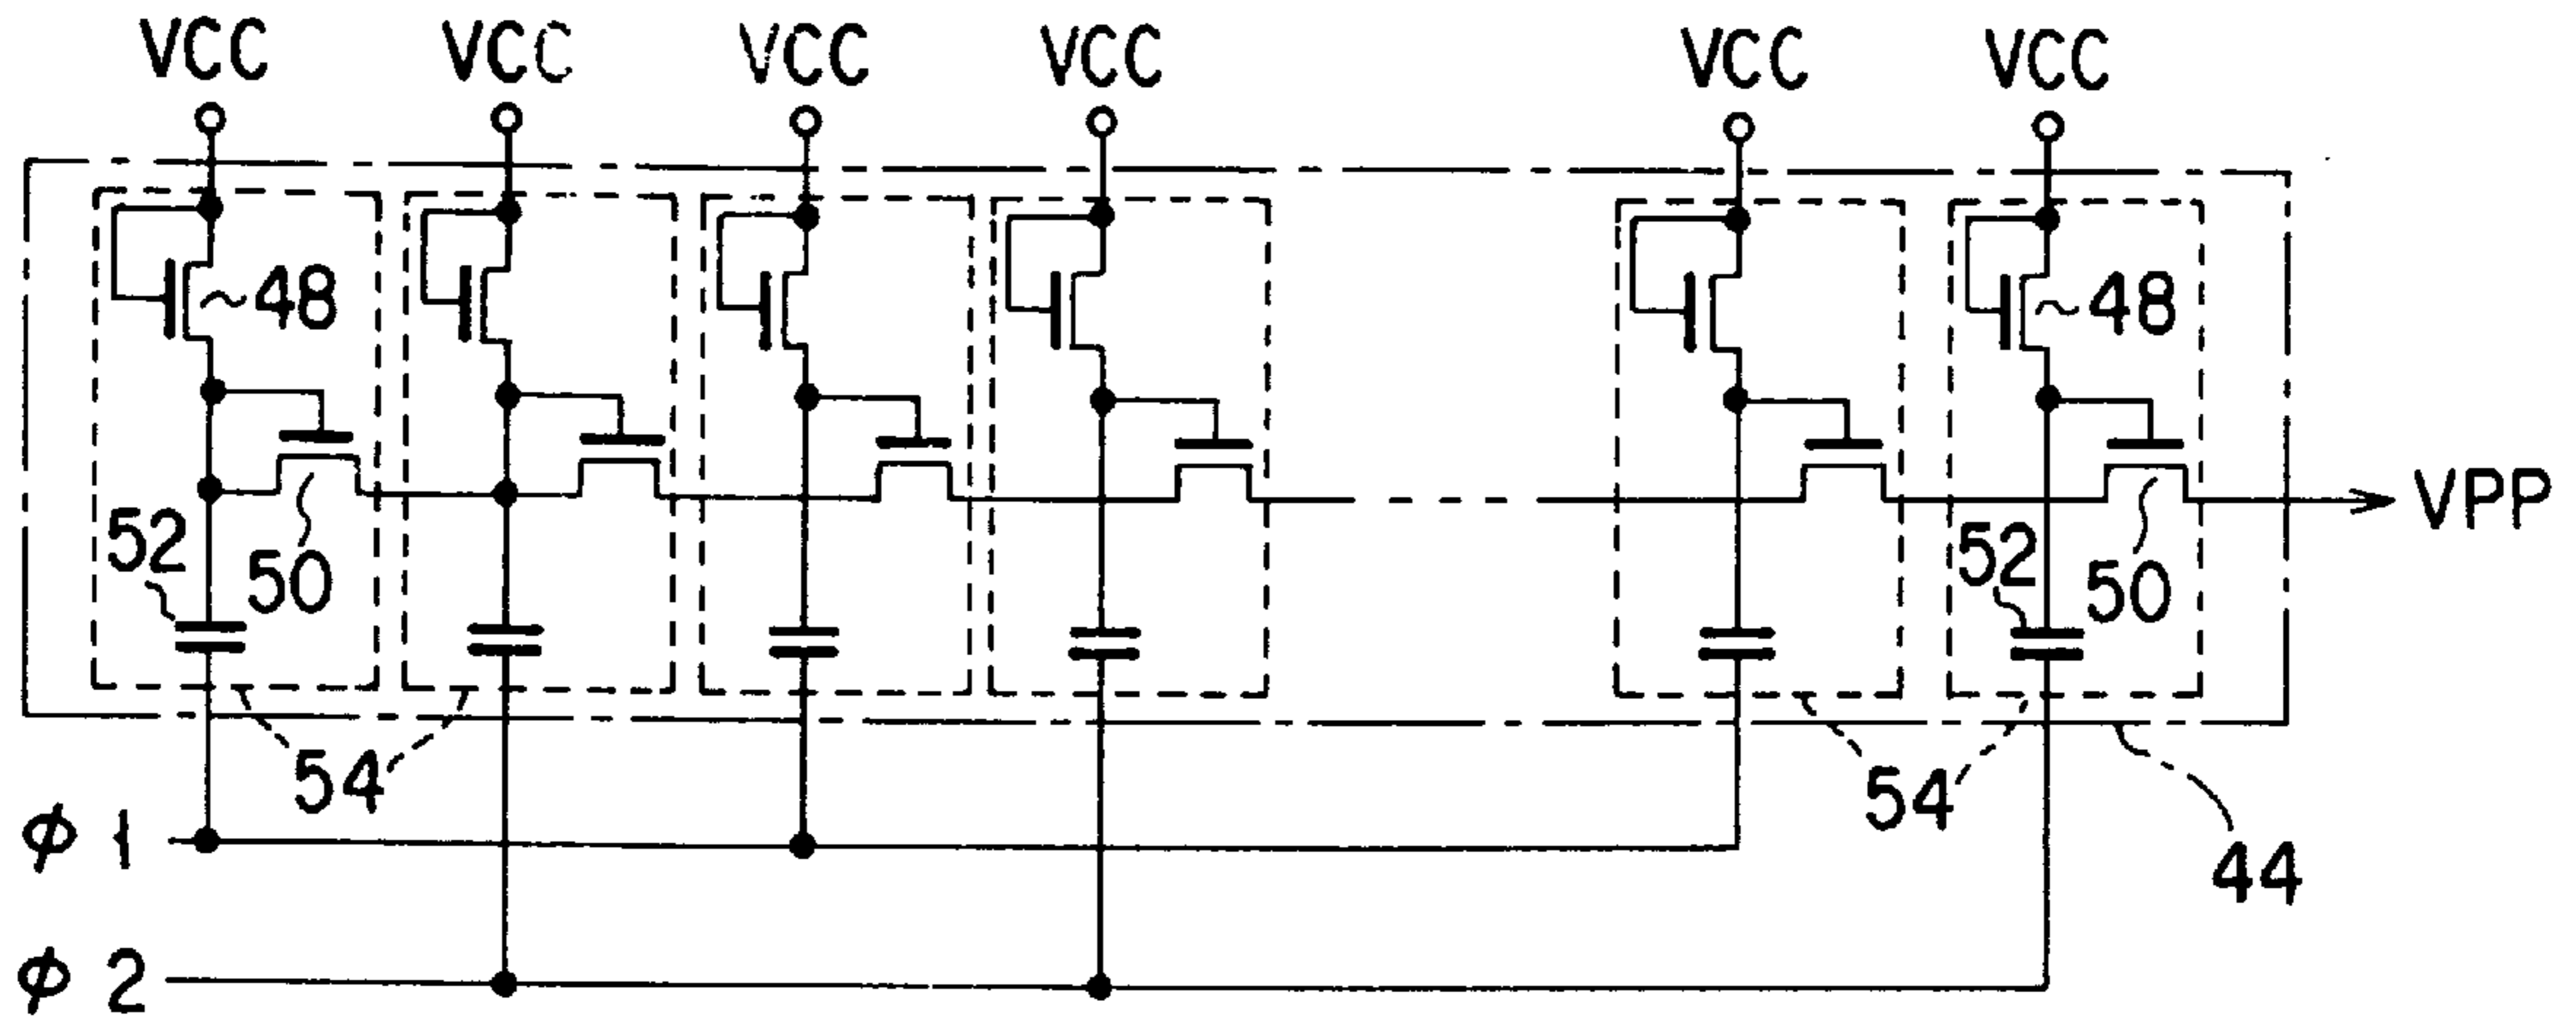 VCC VCC VCC VCC VCC VCC
48 48
VPP
52 50 52 50
54 54
φ 1
44
φ 2